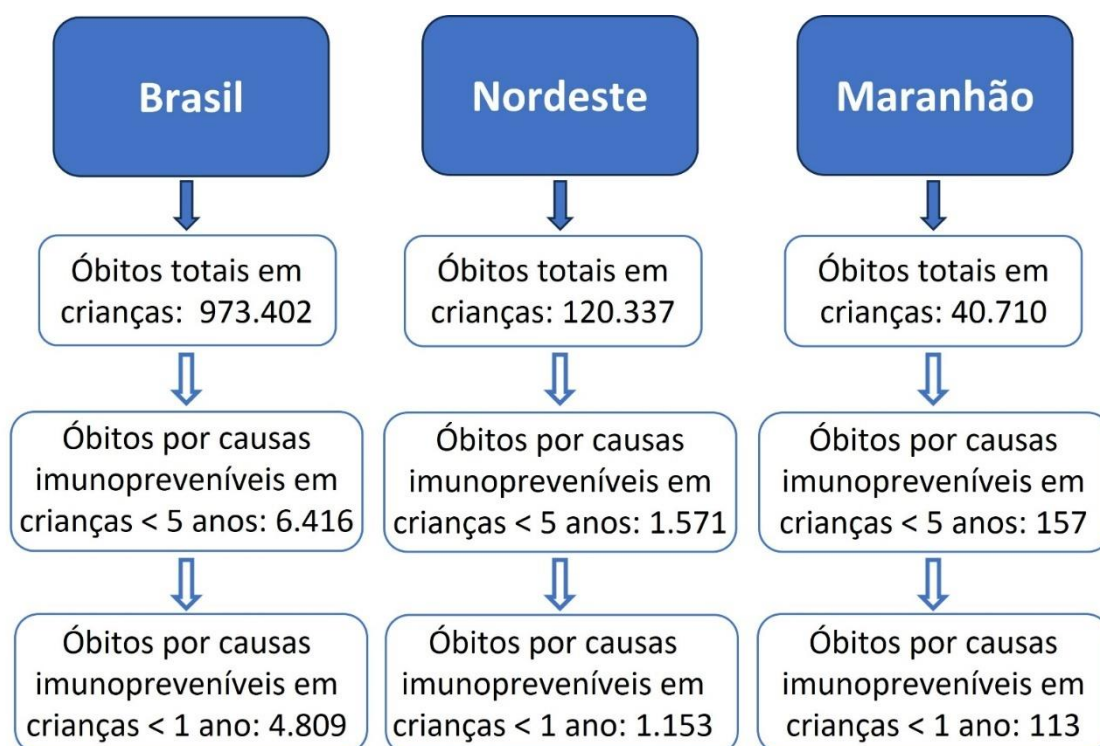 Brasil
Óbitos totais em
crianças: 973.402
Óbitos por causas
imunopreveníveis em
crianças < 5 anos: 6.416
Óbitos por causas
imunopreveníveis em
crianças < 1 ano: 4.809
Nordeste
Óbitos totais em
crianças: 120.337
Óbitos por causas
imunopreveníveis em
crianças < 5 anos: 1.571
Óbitos por causas
imunopreveníveis em
crianças < 1 ano: 1.153
Maranhão
Óbitos totais em
crianças: 40.710
Óbitos por causas
imunopreveníveis em
crianças < 5 anos: 157
Óbitos por causas
imunopreveníveis em
crianças < 1 ano: 113